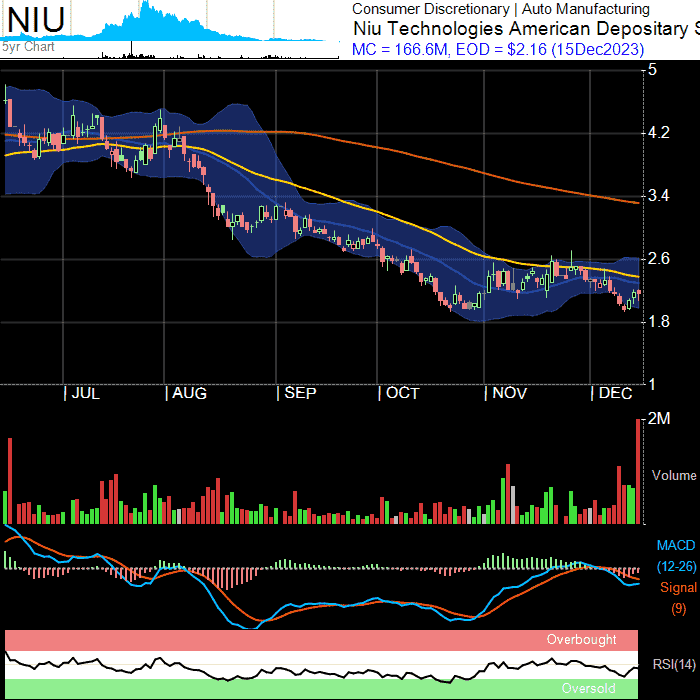 NIU
Consumer Discretionary | Auto Manufacturing
Niu Technologies American Depositary S
MC = 166.6M, EOD = $2.16 (15Dec2023)
5yr Chart
5
4.2
3.4
2.6
1.8
1
| JUL | AUG | SEP | OCT | NOV | DEC
2M
Volume
MACD
(12-26)
Signal
(9)
Overbought
RSI(14)
Oversold